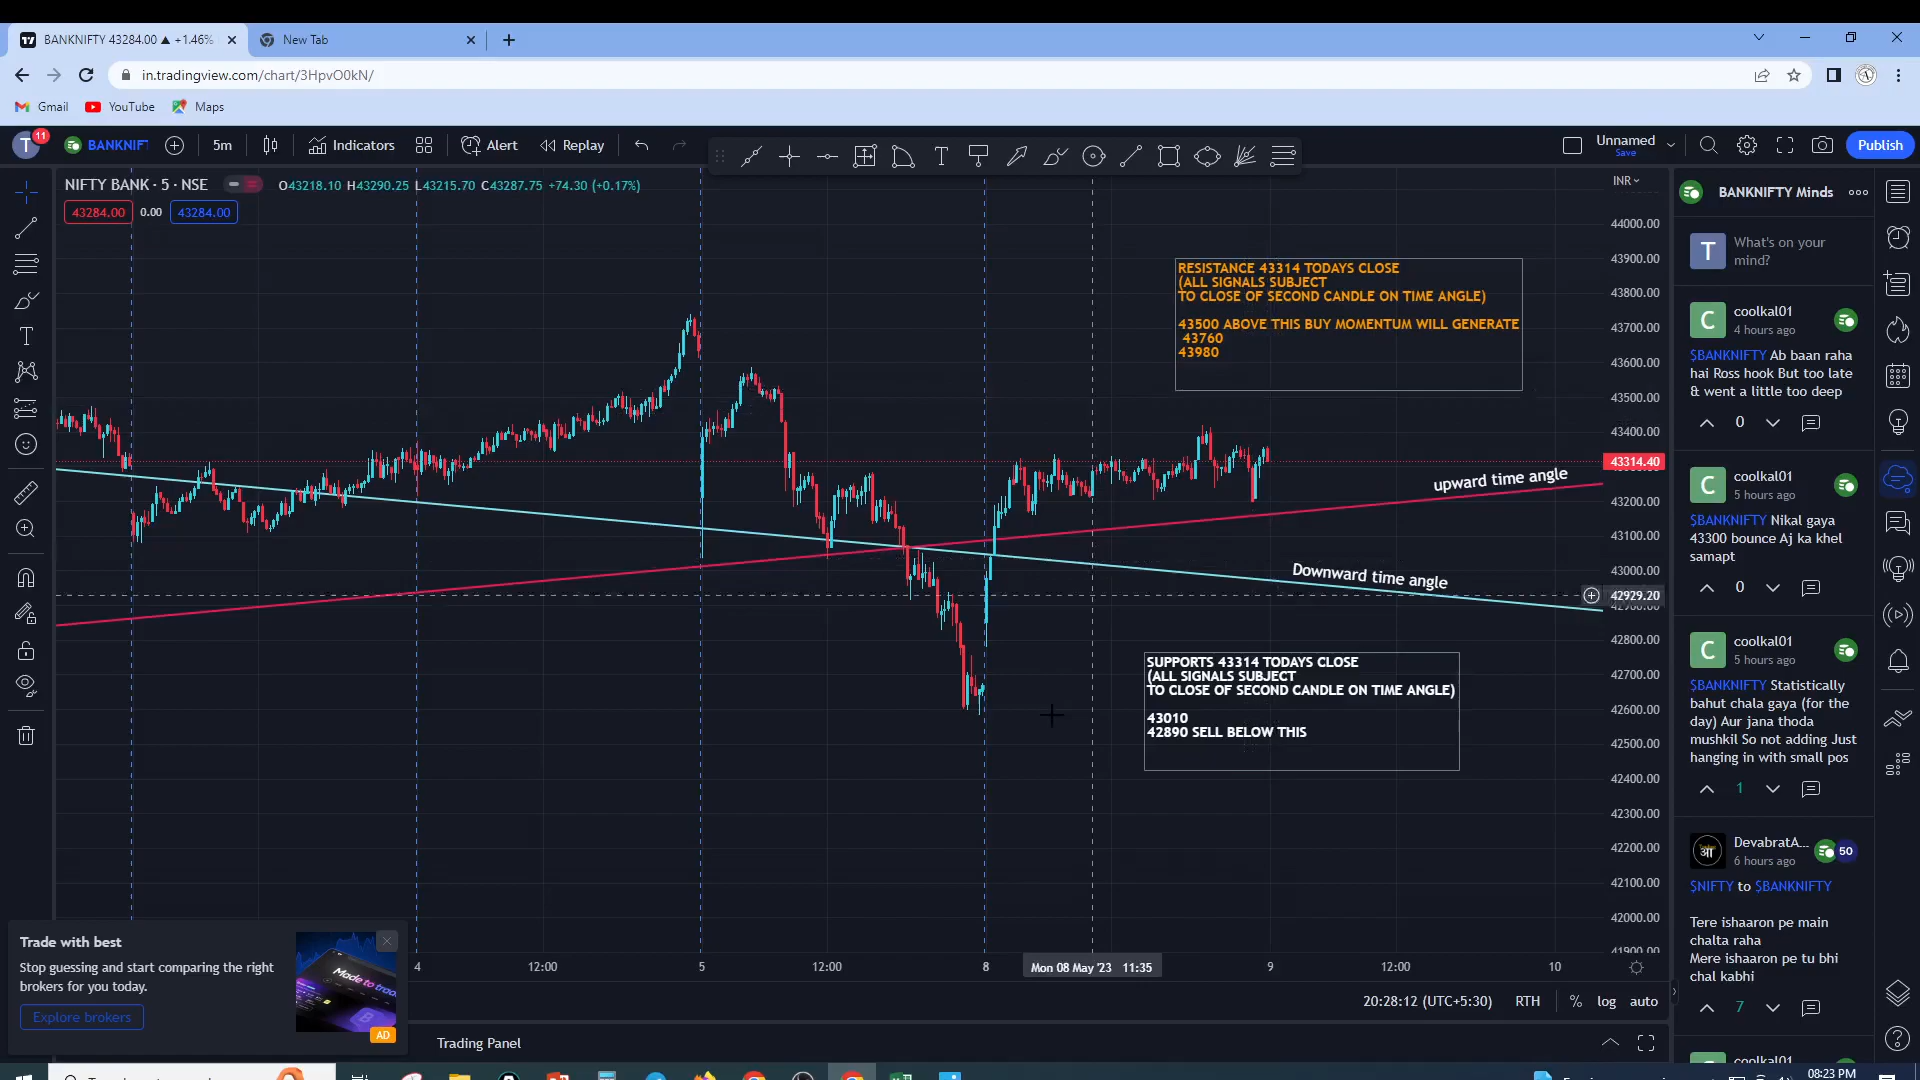 BANKNIFTY 43284.00 ▲ +1.46%
New Tab
in.tradingview.com/chart/3HpvO0kN/
Gmail YouTube Maps
T 11 BANKNIFT 5m Indicators Alert Replay Unnamed Save Publish
NIFTY BANK · 5 · NSE O43218.10 H43290.25 L43215.70 C43287.75 +74.30 (+0.17%)
43284.00 0.00 43284.00
INR
44000.00
43900.00
43800.00
43700.00
43600.00
43500.00
43400.00
43314.40
43200.00
43100.00
43000.00
42929.20
42800.00
42700.00
42600.00
42500.00
42400.00
42300.00
42200.00
42100.00
42000.00
41900.00
RESISTANCE 43314 TODAYS CLOSE
(ALL SIGNALS SUBJECT
TO CLOSE OF SECOND CANDLE ON TIME ANGLE)
43500 ABOVE THIS BUY MOMENTUM WILL GENERATE
43760
43980
upward time angle
Downward time angle
SUPPORTS 43314 TODAYS CLOSE
(ALL SIGNALS SUBJECT
TO CLOSE OF SECOND CANDLE ON TIME ANGLE)
43010
42890 SELL BELOW THIS
4 12:00 5 12:00 8 Mon 08 May '23 11:35 9 12:00 10
20:28:12 (UTC+5:30) RTH % log auto
Trading Panel
Trade with best
Stop guessing and start comparing the right
brokers for you today.
Explore brokers
Made to trade
AD
BANKNIFTY Minds
T
What's on your
mind?
C
coolkal01
4 hours ago
$BANKNIFTY Ab baan raha
hai Ross hook But too late
& went a little too deep
0
C
coolkal01
5 hours ago
$BANKNIFTY Nikal gaya
43300 bounce Aj ka khel
samapt
0
C
coolkal01
5 hours ago
$BANKNIFTY Statistically
bahut chala gaya (for the
day) Aur jana thoda
mushkil So not adding Just
hanging in with small pos
1
DevabratA...
50
6 hours ago
$NIFTY to $BANKNIFTY
Tere ishaaron pe main
chalta raha
Mere ishaaron pe tu bhi
chal kabhi
7
coolkal01
08:23 PM